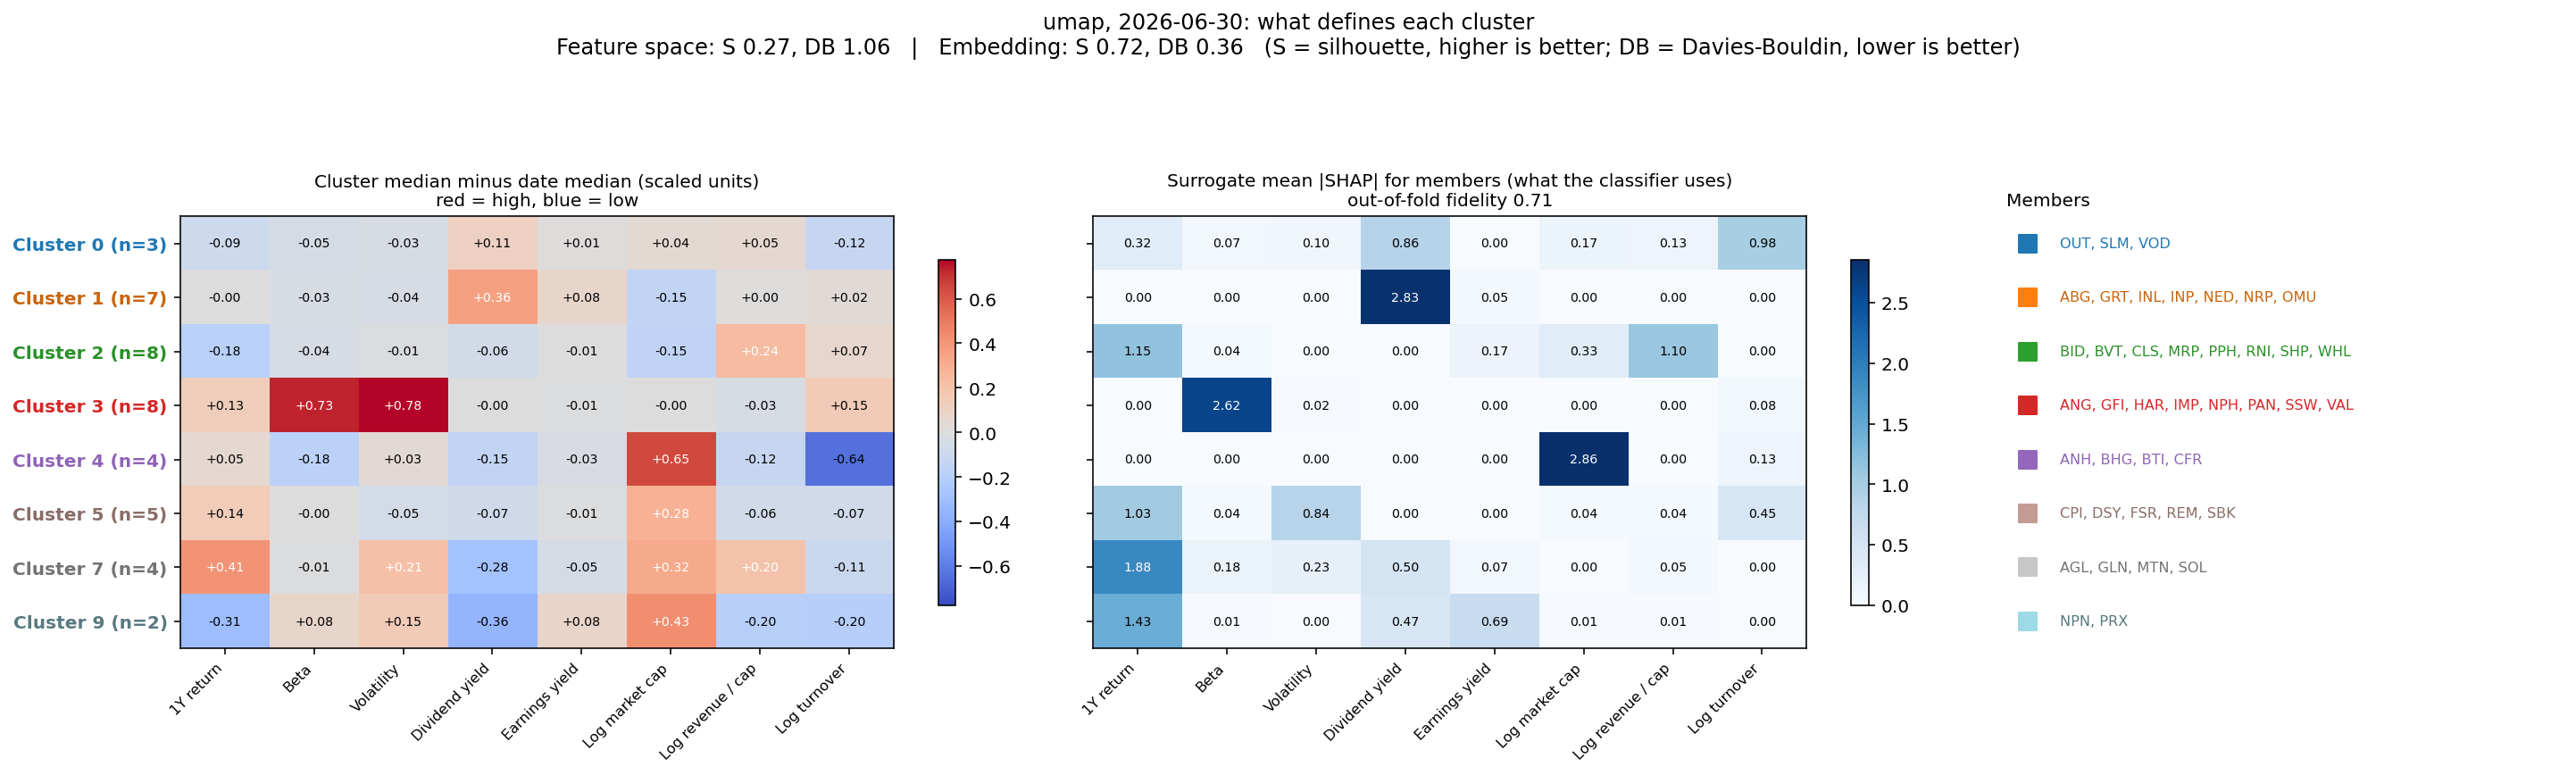 umap, 2026-06-30: what defines each cluster
Feature space: S 0.27, DB 1.06 | Embedding: S 0.72, DB 0.36 (S = silhouette, higher is better; DB = Davies-Bouldin, lower is better)
Cluster median minus date median (scaled units)
red = high, blue = low
Cluster 0 (n=3) -0.09 -0.05 -0.03 +0.11 +0.01 +0.04 +0.05 -0.12
Cluster 1 (n=7) -0.00 -0.03 -0.04 +0.36 +0.08 -0.15 +0.00 +0.02
Cluster 2 (n=8) -0.18 -0.04 -0.01 -0.06 -0.01 -0.15 +0.24 +0.07
Cluster 3 (n=8) +0.13 +0.73 +0.78 -0.00 -0.01 -0.00 -0.03 +0.15
Cluster 4 (n=4) +0.05 -0.18 +0.03 -0.15 -0.03 +0.65 -0.12 -0.64
Cluster 5 (n=5) +0.14 -0.00 -0.05 -0.07 -0.01 +0.28 -0.06 -0.07
Cluster 7 (n=4) +0.41 -0.01 +0.21 -0.28 -0.05 +0.32 +0.20 -0.11
Cluster 9 (n=2) -0.31 +0.08 +0.15 -0.36 +0.08 +0.43 -0.20 -0.20
1Y return
Beta
Volatility
Dividend yield
Earnings yield
Log market cap
Log revenue / cap
Log turnover
0.6
0.4
0.2
0.0
−0.2
−0.4
−0.6
Surrogate mean |SHAP| for members (what the classifier uses)
out-of-fold fidelity 0.71
0.32 0.07 0.10 0.86 0.00 0.17 0.13 0.98
0.00 0.00 0.00 2.83 0.05 0.00 0.00 0.00
1.15 0.04 0.00 0.00 0.17 0.33 1.10 0.00
0.00 2.62 0.02 0.00 0.00 0.00 0.00 0.08
0.00 0.00 0.00 0.00 0.00 2.86 0.00 0.13
1.03 0.04 0.84 0.00 0.00 0.04 0.04 0.45
1.88 0.18 0.23 0.50 0.07 0.00 0.05 0.00
1.43 0.01 0.00 0.47 0.69 0.01 0.01 0.00
1Y return
Beta
Volatility
Dividend yield
Earnings yield
Log market cap
Log revenue / cap
Log turnover
2.5
2.0
1.5
1.0
0.5
0.0
Members
OUT, SLM, VOD
ABG, GRT, INL, INP, NED, NRP, OMU
BID, BVT, CLS, MRP, PPH, RNI, SHP, WHL
ANG, GFI, HAR, IMP, NPH, PAN, SSW, VAL
ANH, BHG, BTI, CFR
CPI, DSY, FSR, REM, SBK
AGL, GLN, MTN, SOL
NPN, PRX